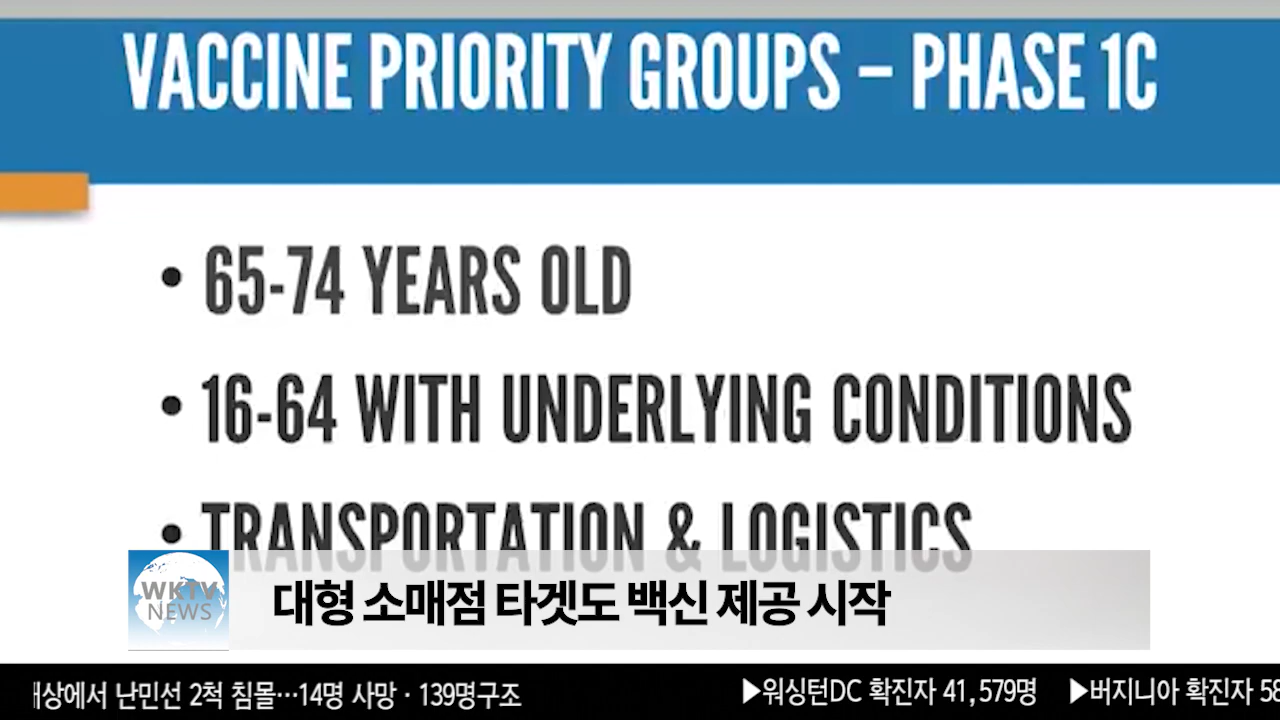 VACCINE PRIORITY GROUPS – PHASE 1C
• 65-74 YEARS OLD
• 16-64 WITH UNDERLYING CONDITIONS
• TRANSPORTATION & LOGISTICS
WKTV
NEWS
대형 소매점 타겟도 백신 제공 시작
난민선 2척 침몰…14명 사망·139명구조 ▶워싱턴DC 확진자 41,579명 ▶버지니아 확진자